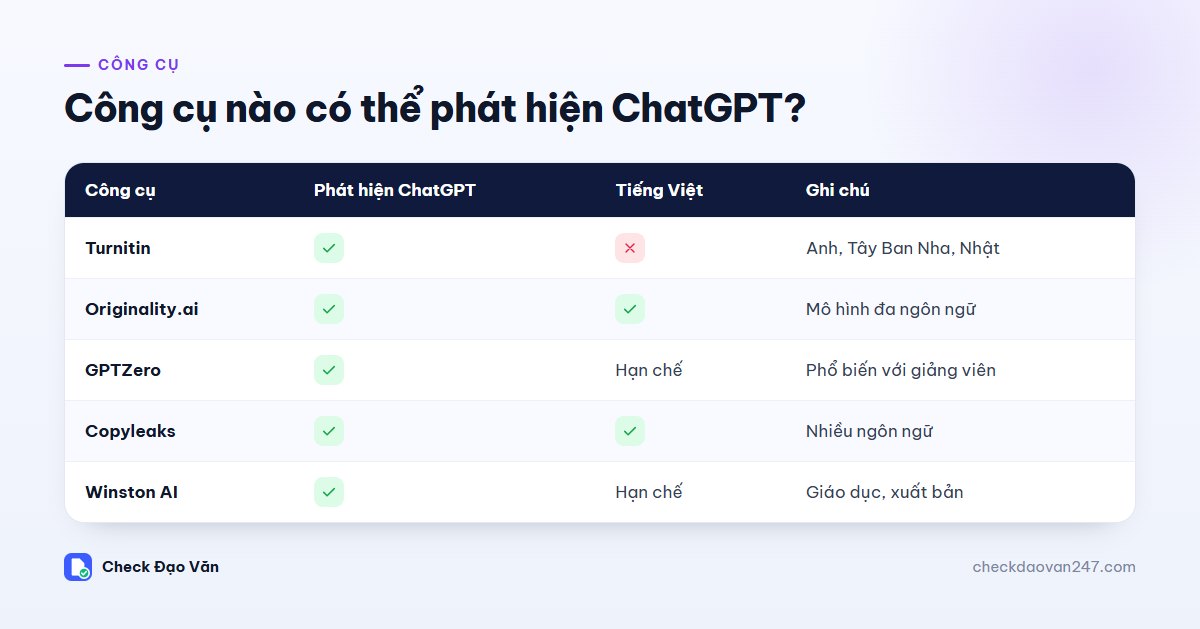 CÔNG CỤ
Công cụ nào có thể phát hiện ChatGPT?
Công cụ Phát hiện ChatGPT Tiếng Việt Ghi chú
Turnitin Anh, Tây Ban Nha, Nhật
Originality.ai Mô hình đa ngôn ngữ
GPTZero Hạn chế Phổ biến với giảng viên
Copyleaks Nhiều ngôn ngữ
Winston AI Hạn chế Giáo dục, xuất bản
Check Đạo Văn checkdaovan247.com